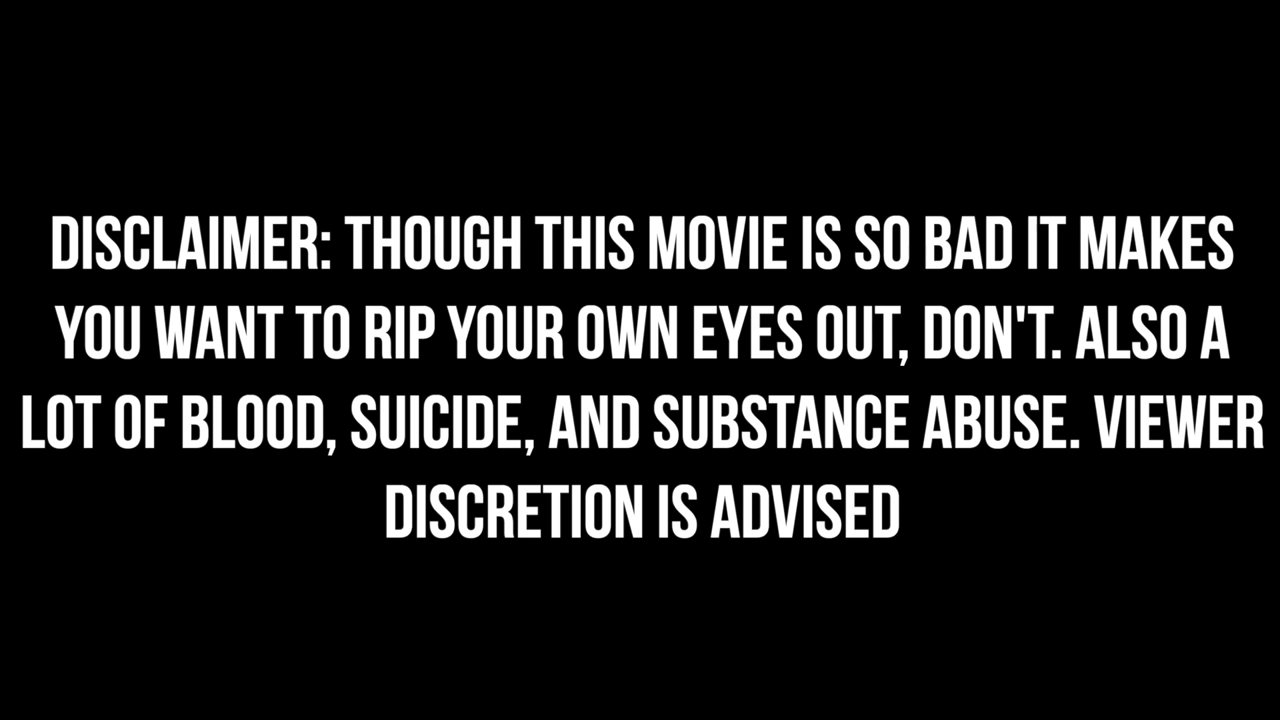 DISCLAIMER: THOUGH THIS MOVIE IS SO BAD IT MAKES
YOU WANT TO RIP YOUR OWN EYES OUT, DON'T. ALSO A
LOT OF BLOOD, SUICIDE, AND SUBSTANCE ABUSE. VIEWER
DISCRETION IS ADVISED